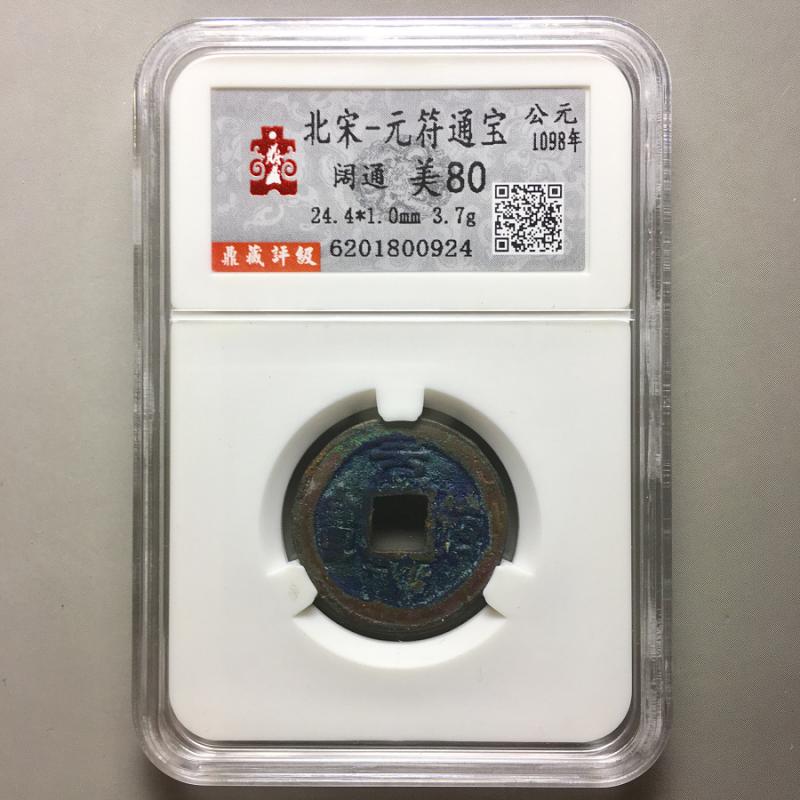 北宋-元符通宝
公元
1098年
阔通 美80
24.4*1.0mm 3.7g
鼎藏評級 6201800924